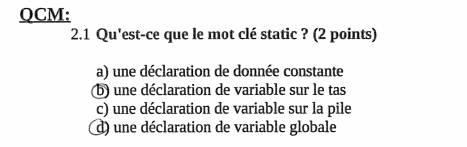 QCM:
2.1 Qu'est-ce que le mot clé static ? (2 points)
a) une déclaration de donnée constante
b) une déclaration de variable sur le tas
c) une déclaration de variable sur la pile
d) une déclaration de variable globale